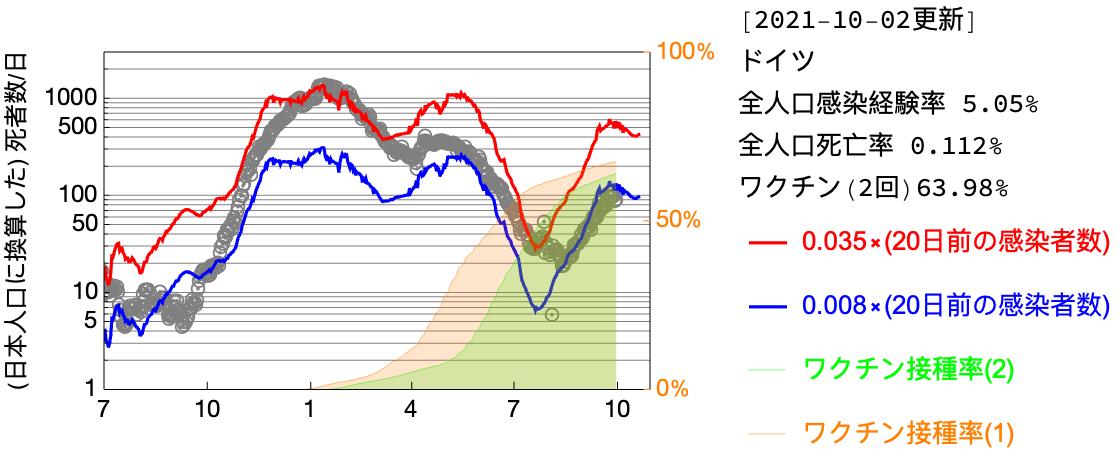 [2021-10-02更新]
ドイツ
全人口感染経験率 5.05%
全人口死亡率 0.112%
ワクチン(2回)63.98%
0.035×(20日前の感染者数)
0.008×(20日前の感染者数)
ワクチン接種率(2)
ワクチン接種率(1)
(日本人口に換算した) 死者数/日
1000
500
100
50
10
5
1
100%
50%
0%
7 10 1 4 7 10